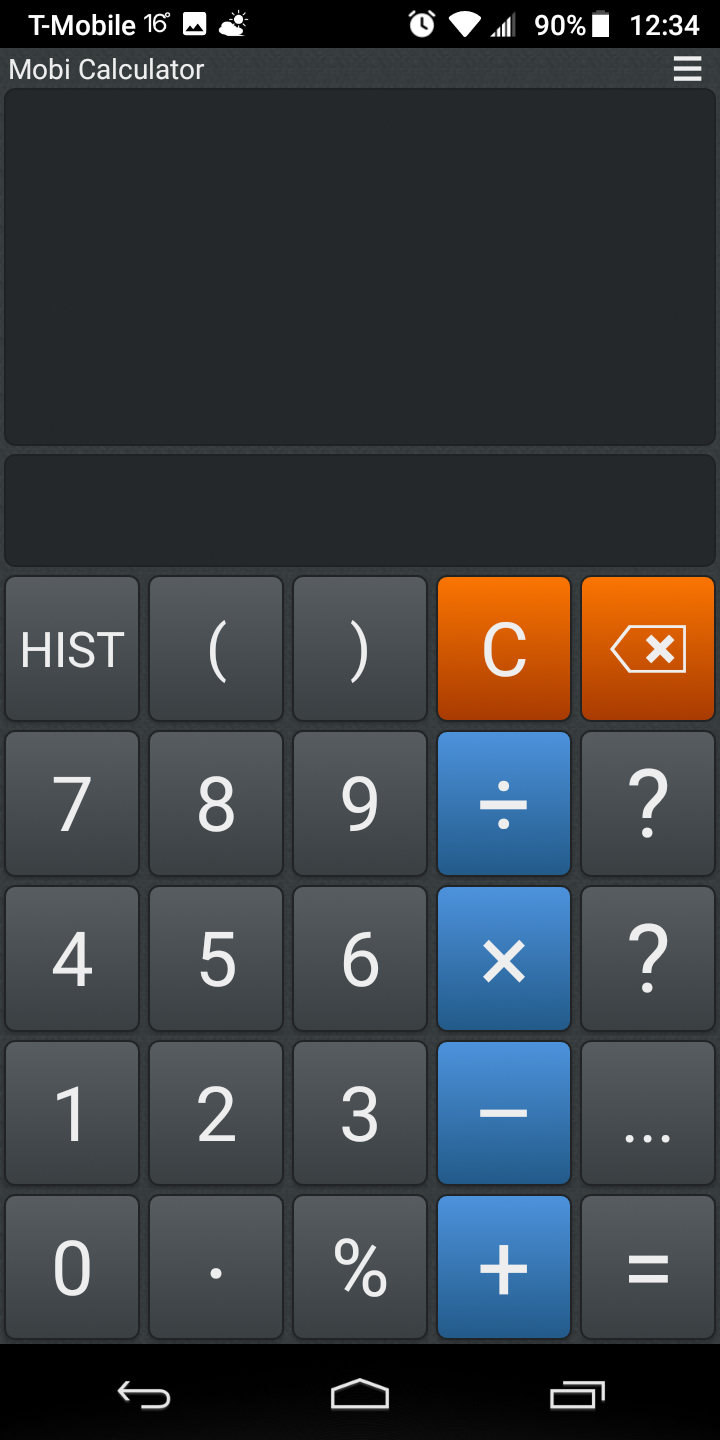 T-Mobile 16° 90% 12:34
Mobi Calculator
HIST ( ) C
7 8 9 ÷ ?
4 5 6 × ?
1 2 3 − ...
0 . % + =